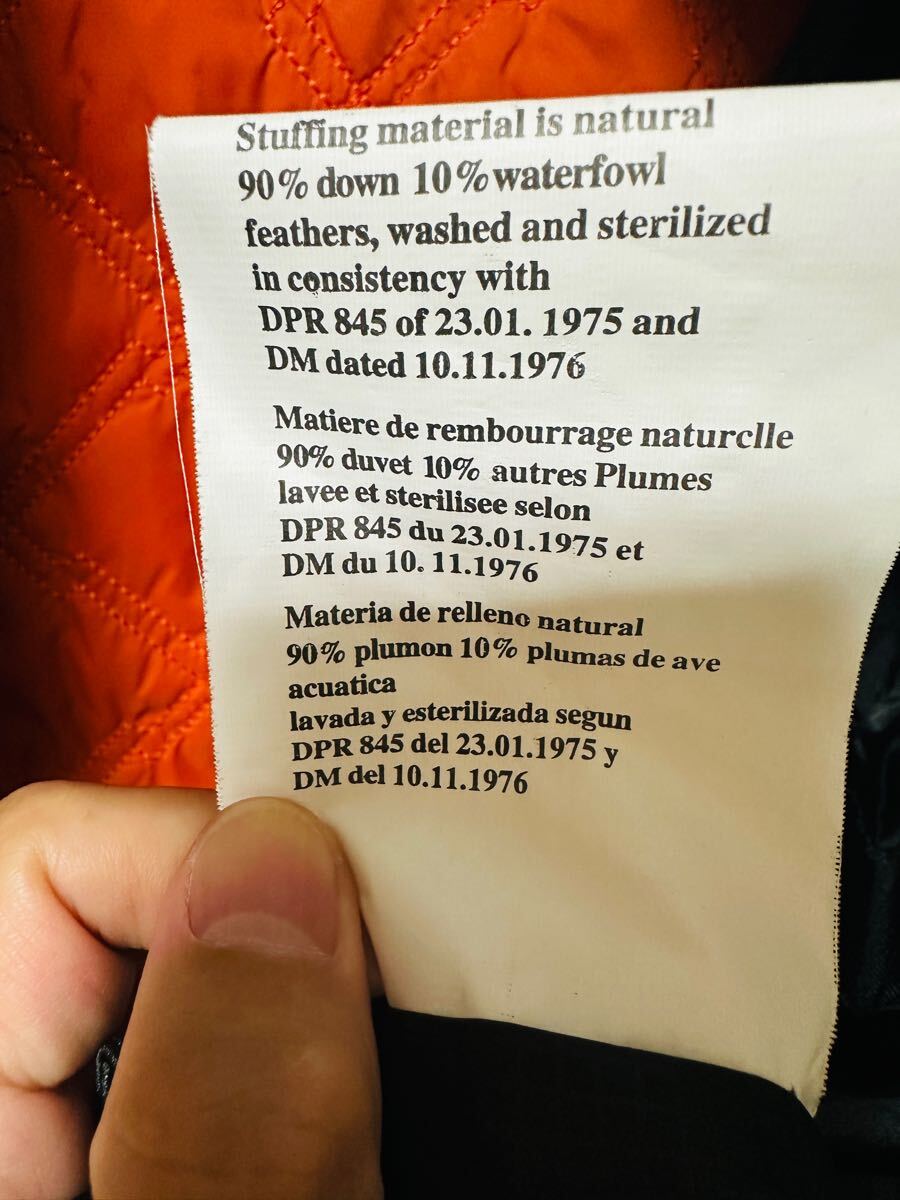 Stuffing material is natural
90% down 10% waterfowl
feathers, washed and sterilized
in consistency with
DPR 845 of 23.01. 1975 and
DM dated 10.11.1976
Matiere de rembourrage naturclle
90% duvet 10% autres Plumes
lavee et sterilisee selon
DPR 845 du 23.01.1975 et
DM du 10. 11.1976
Materia de relleno natural
90% plumon 10% plumas de ave
acuatica
lavada y esterilizada segun
DPR 845 del 23.01.1975 y
DM del 10.11.1976